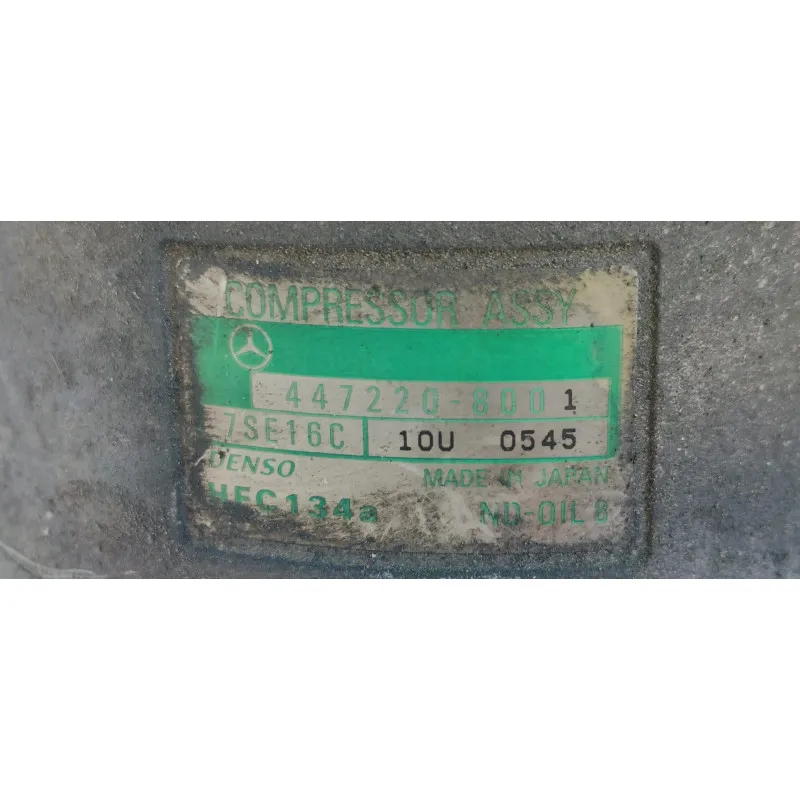 COMPRESSOR ASSY
447220-8001
7SE16C 10U 0545
DENSO MADE IN JAPAN
HFC134a ND-OIL 8